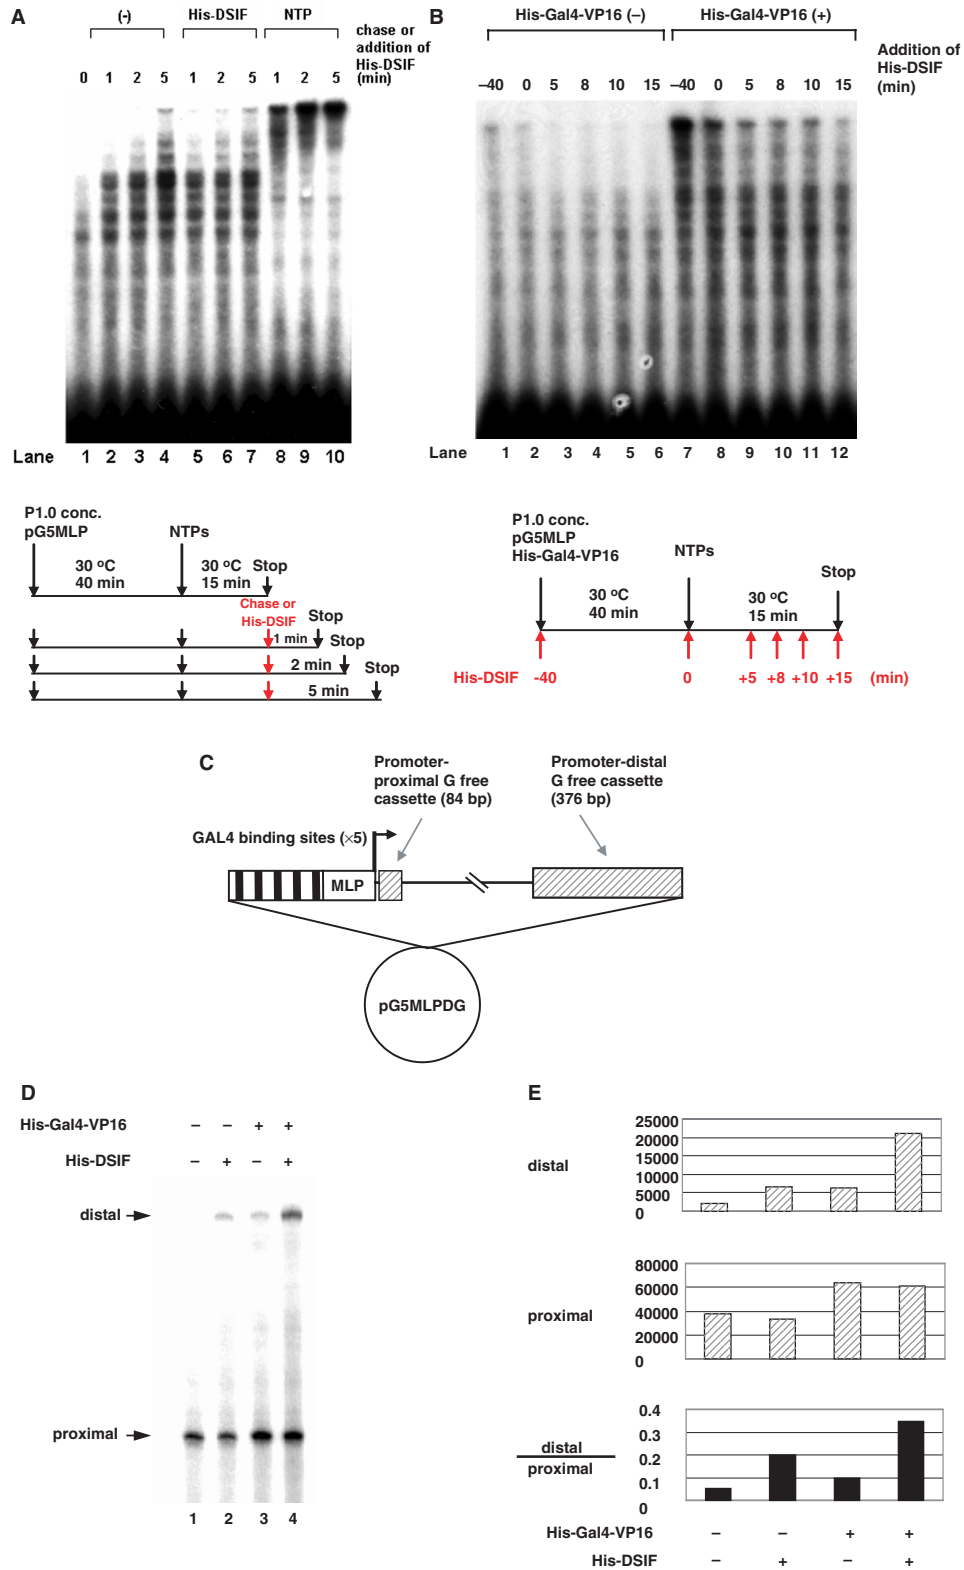 A
(-)
His-DSIF
NTP
chase or
addition of
His-DSIF
(min)
0 1 2 5 1 2 5 1 2 5
Lane 1 2 3 4 5 6 7 8 9 10
P1.0 conc.
pG5MLP
NTPs
30 ºC
40 min
30 ºC
15 min
Stop
Chase or
His-DSIF
1 min
Stop
2 min
Stop
5 min
Stop
B
His-Gal4-VP16 (–)
His-Gal4-VP16 (+)
Addition of
His-DSIF
(min)
–40 0 5 8 10 15 –40 0 5 8 10 15
Lane 1 2 3 4 5 6 7 8 9 10 11 12
P1.0 conc.
pG5MLP
His-Gal4-VP16
NTPs
Stop
30 ºC
40 min
30 ºC
15 min
His-DSIF -40 0 +5 +8 +10 +15 (min)
C
Promoter-
proximal G free
cassette (84 bp)
Promoter-distal
G free cassette
(376 bp)
GAL4 binding sites (×5)
MLP
pG5MLPDG
D
His-Gal4-VP16 – – + +
His-DSIF – + – +
distal
proximal
1 2 3 4
E
distal
25000
20000
15000
10000
5000
0
proximal
80000
60000
40000
20000
0
distal
proximal
0.4
0.3
0.2
0.1
0
His-Gal4-VP16 – – + +
His-DSIF – + – +